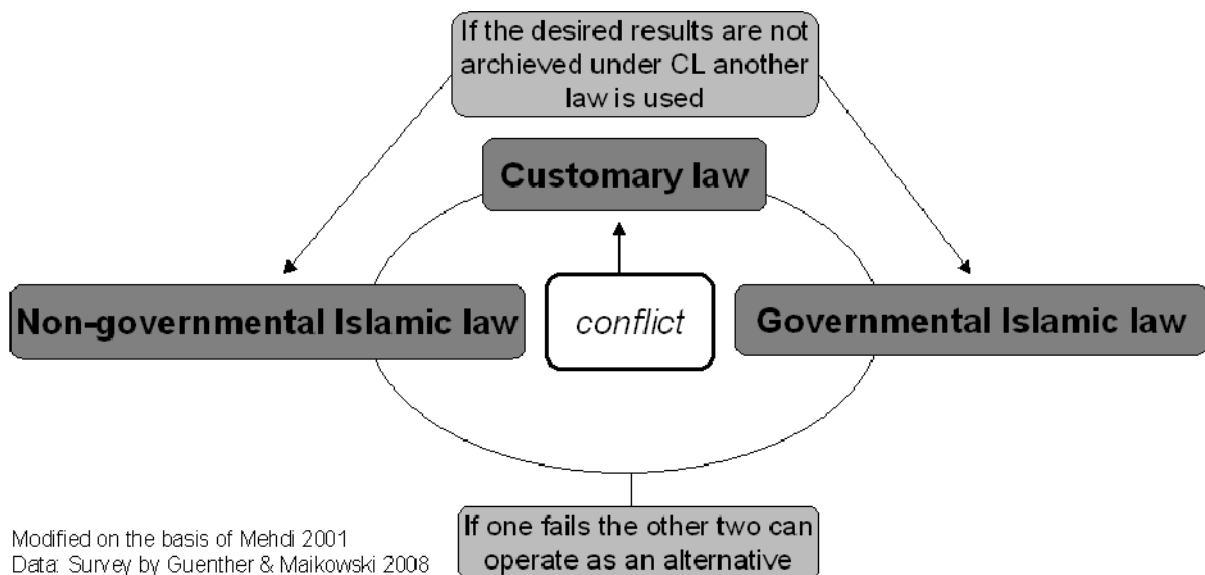 If the desired results are not
archieved under CL another
law is used
Customary law
Non-governmental Islamic law
conflict
Governmental Islamic law
If one fails the other two can
operate as an alternative
Modified on the basis of Mehdi 2001
Data: Survey by Guenther & Maikowski 2008